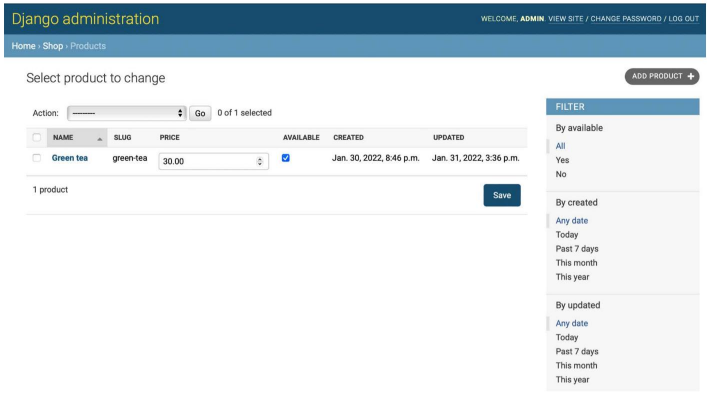 Django administration
WELCOME, ADMIN. VIEW SITE / CHANGE PASSWORD / LOG OUT
Home › Shop › Products
Select product to change
ADD PRODUCT +
Action: --------- Go 0 of 1 selected
NAME SLUG PRICE AVAILABLE CREATED UPDATED
Green tea green-tea 30.00 Jan. 30, 2022, 8:46 p.m. Jan. 31, 2022, 3:36 p.m.
1 product
Save
FILTER
By available
All
Yes
No
By created
Any date
Today
Past 7 days
This month
This year
By updated
Any date
Today
Past 7 days
This month
This year